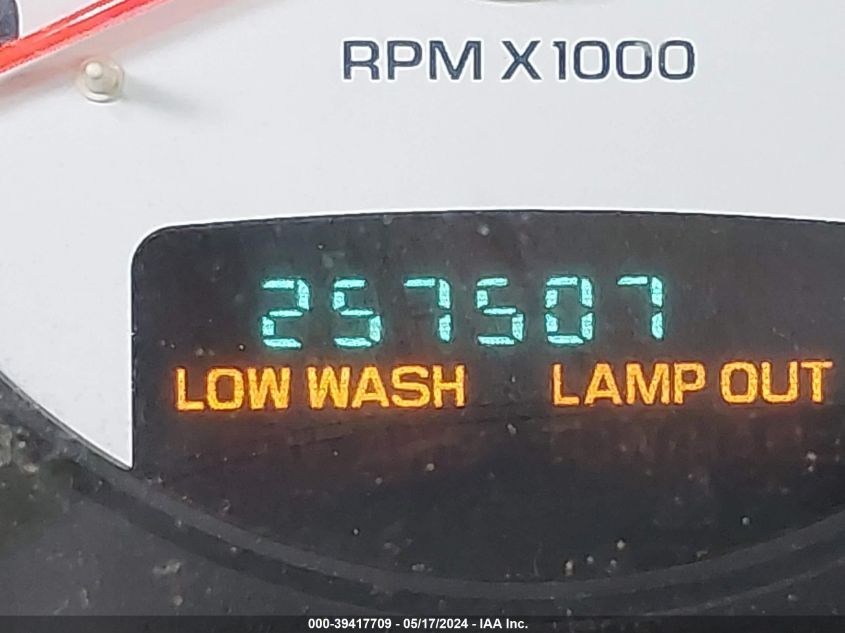 RPM X1000
257507
LOW WASH LAMP OUT
000-39417709 - 05/17/2024 - IAA Inc.